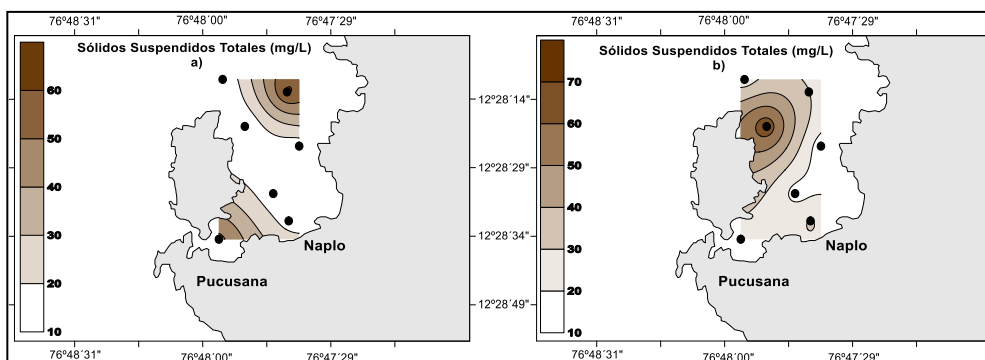 76°48´31" 76°48´00" 76°47´29" 76°48´31" 76°48´00" 76°47´29"
Sólidos Suspendidos Totales (mg/L)
a)
60
50
40
30
20
10
Naplo
Pucusana
12°28´14"
12°28´29"
12°28´34"
12°28´49"
Sólidos Suspendidos Totales (mg/L)
b)
70
60
50
40
30
20
10
Naplo
Pucusana
76°48´31" 76°48´00" 76°47´29" 76°48´31" 76°48´00" 76°47´29"